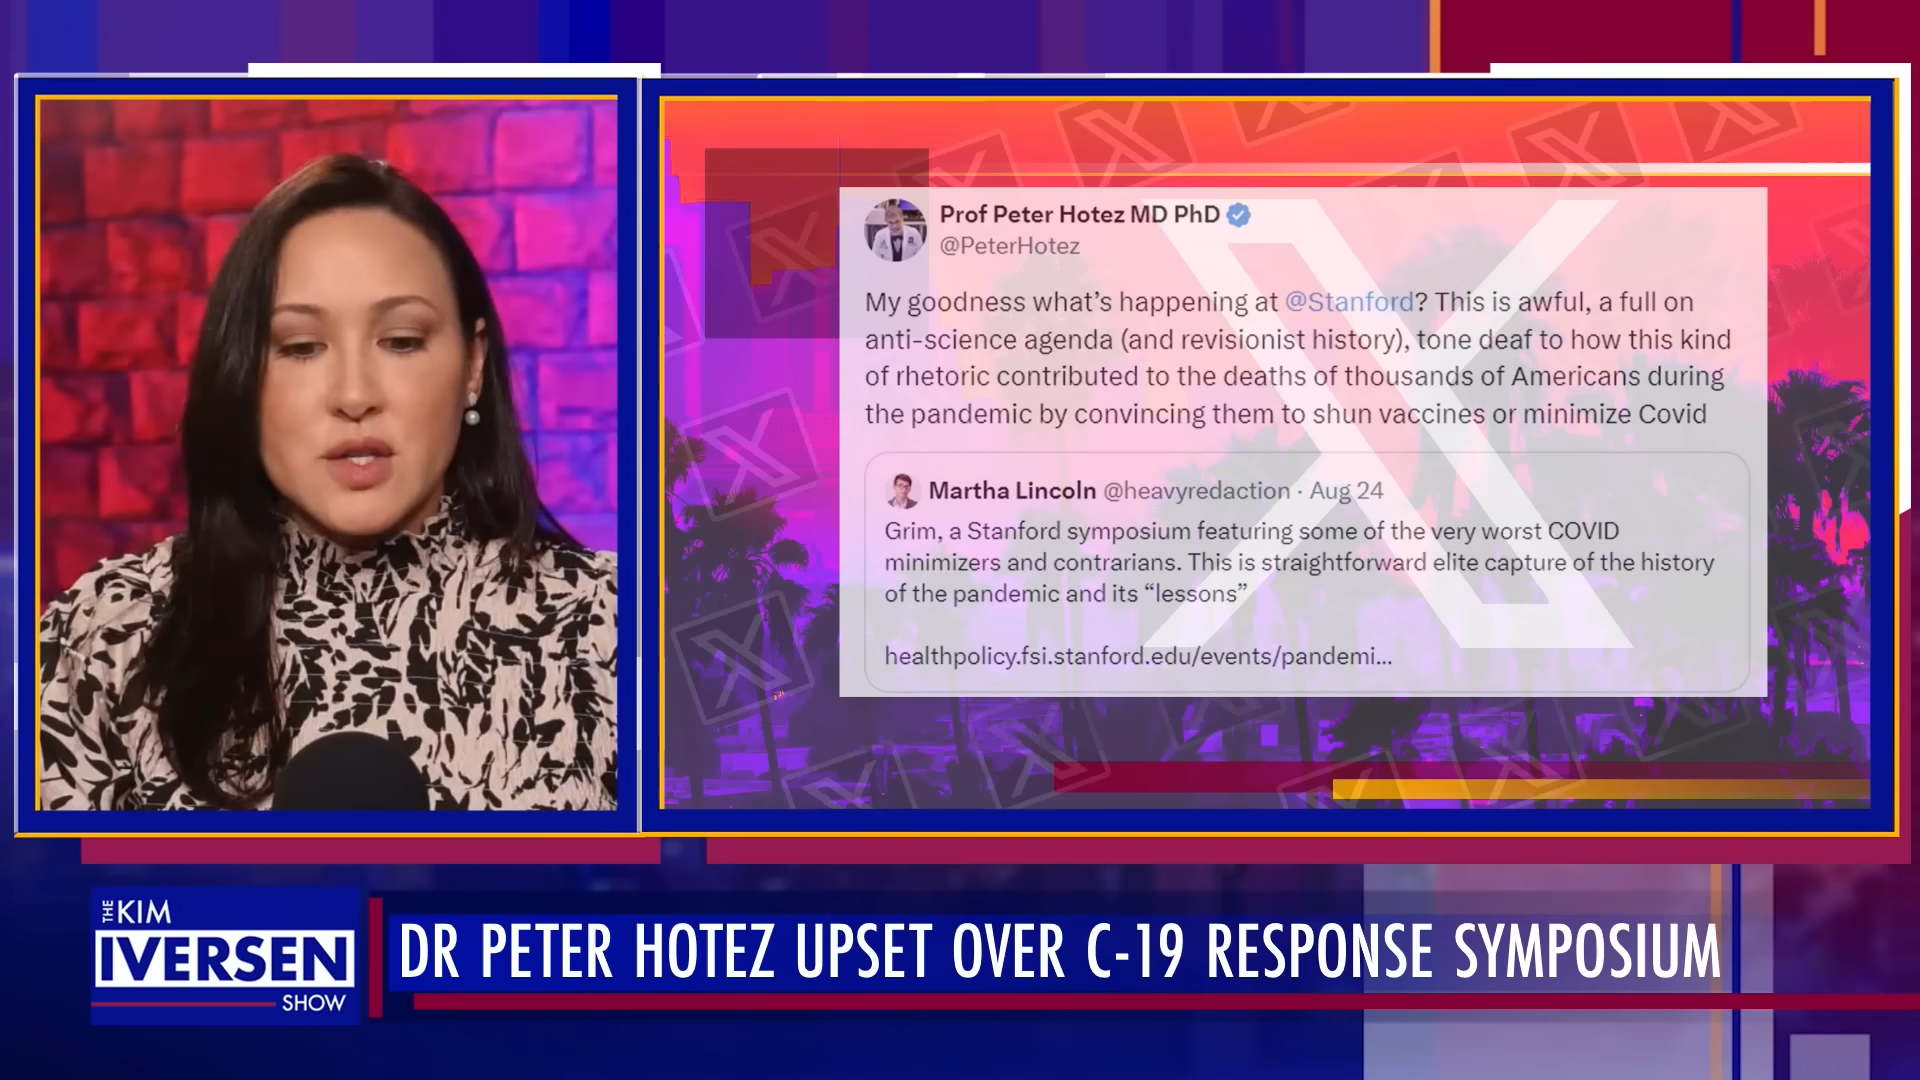 Prof Peter Hotez MD PhD
@PeterHotez
My goodness what's happening at @Stanford? This is awful, a full on
anti-science agenda (and revisionist history), tone deaf to how this kind
of rhetoric contributed to the deaths of thousands of Americans during
the pandemic by convincing them to shun vaccines or minimize Covid
Martha Lincoln @heavyredaction · Aug 24
Grim, a Stanford symposium featuring some of the very worst COVID
minimizers and contrarians. This is straightforward elite capture of the history
of the pandemic and its “lessons”
healthpolicy.fsi.stanford.edu/events/pandemi...
THE KIM
IVERSEN
SHOW
DR PETER HOTEZ UPSET OVER C-19 RESPONSE SYMPOSIUM